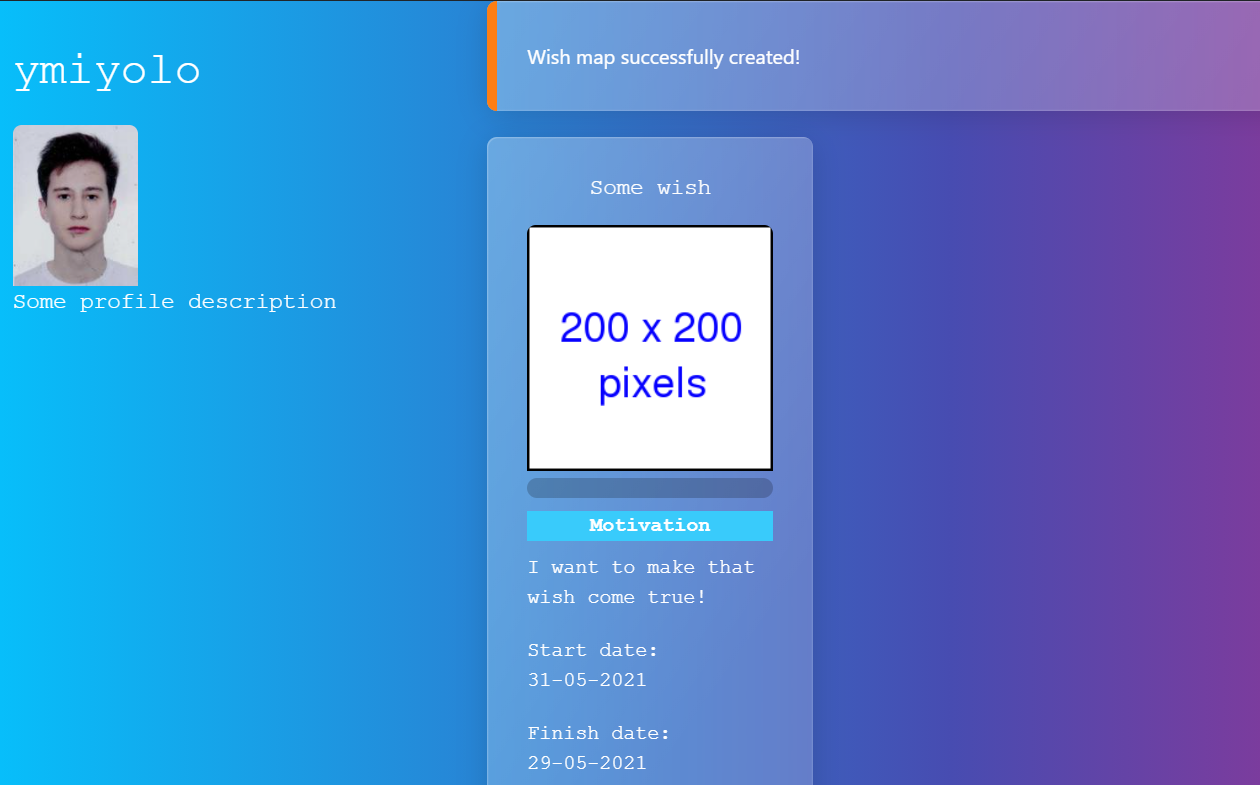 ymiyolo
Some profile description
Wish map successfully created!
Some wish
200 x 200
pixels
Motivation
I want to make that
wish come true!
Start date:
31-05-2021
Finish date:
29-05-2021